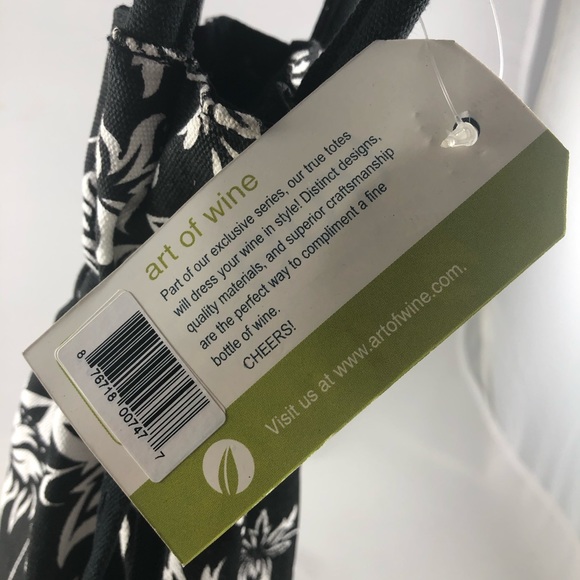 art of wine
Part of our exclusive series, our true totes
will dress your wine in style! Distinct designs,
quality materials, and superior craftsmanship
are the perfect way to compliment a fine
bottle of wine.
CHEERS!
Visit us at www.artofwine.com.
8 76718 00747 7